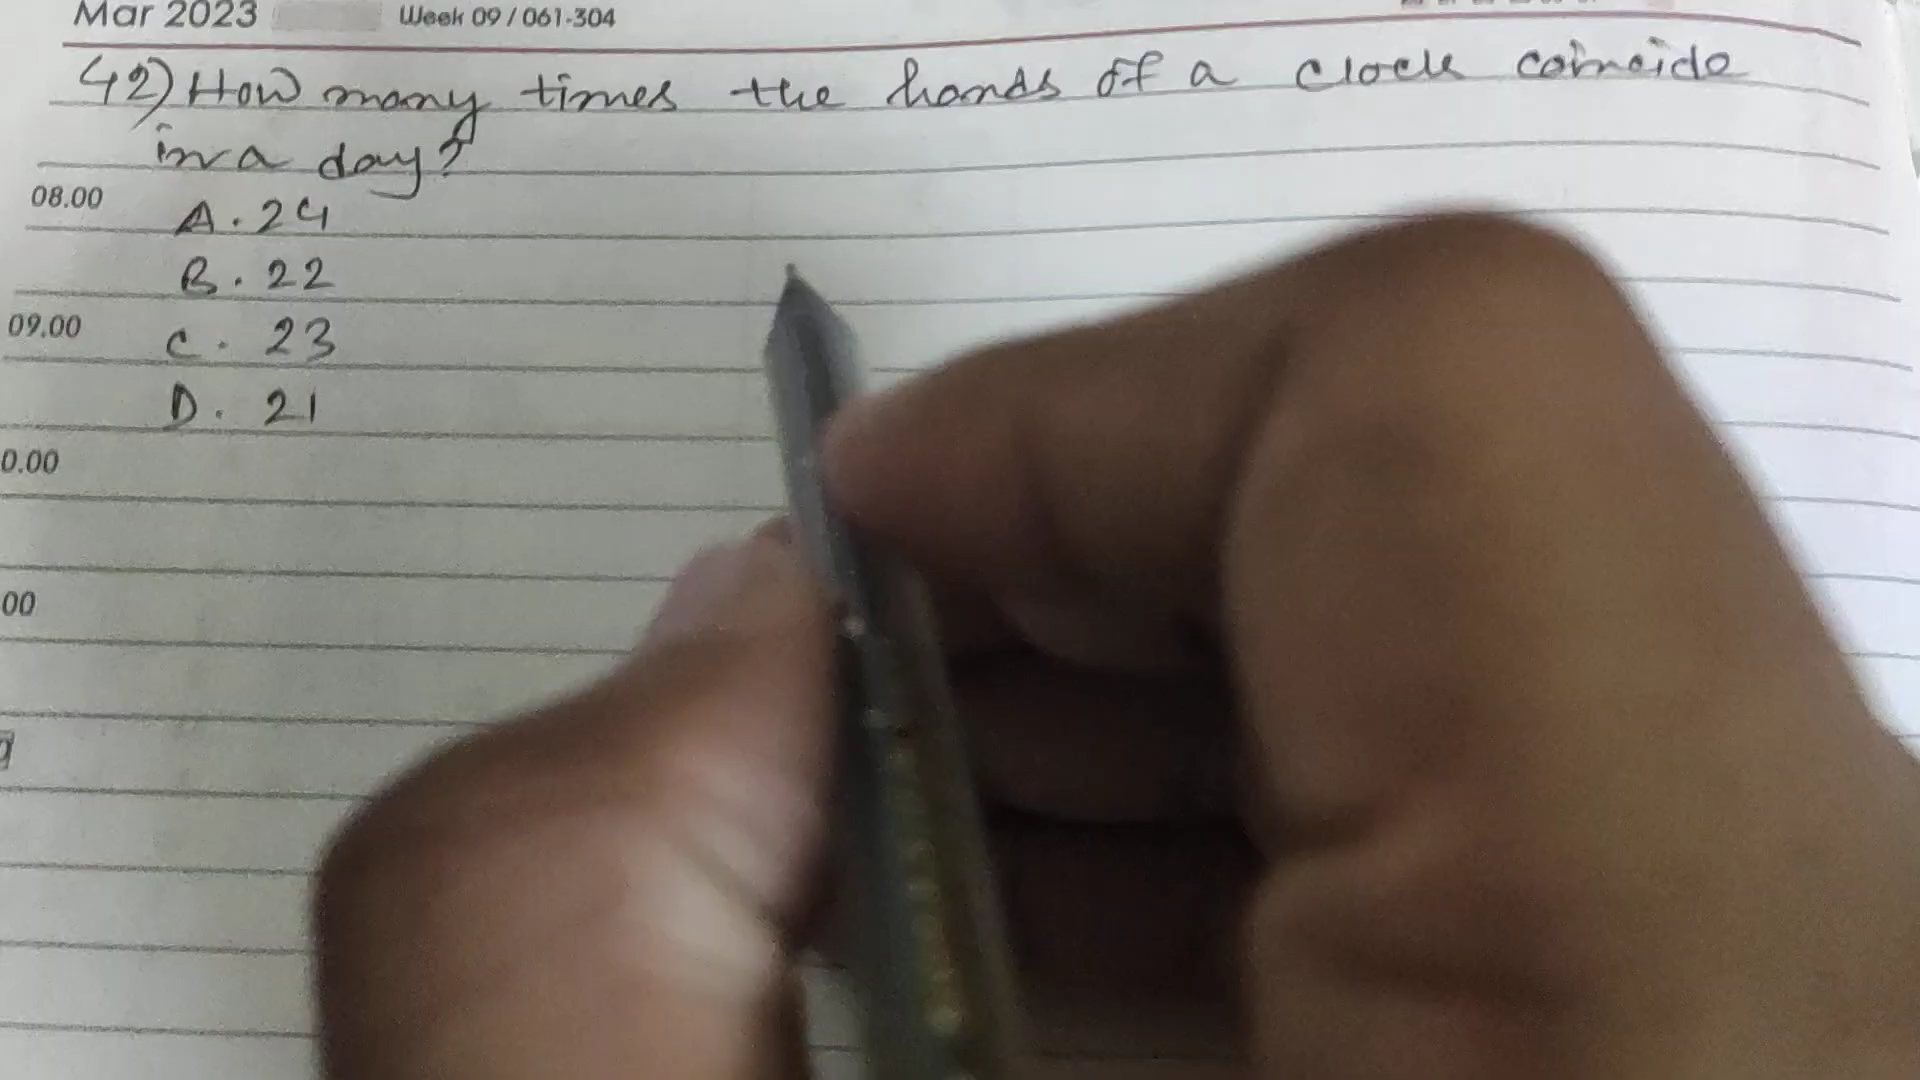 Mar 2023 Week 09 / 061-304
42) How many times the hands of a clock coincide
in a day?
08.00
A. 24
B. 22
09.00
C. 23
D. 21
0.00
00